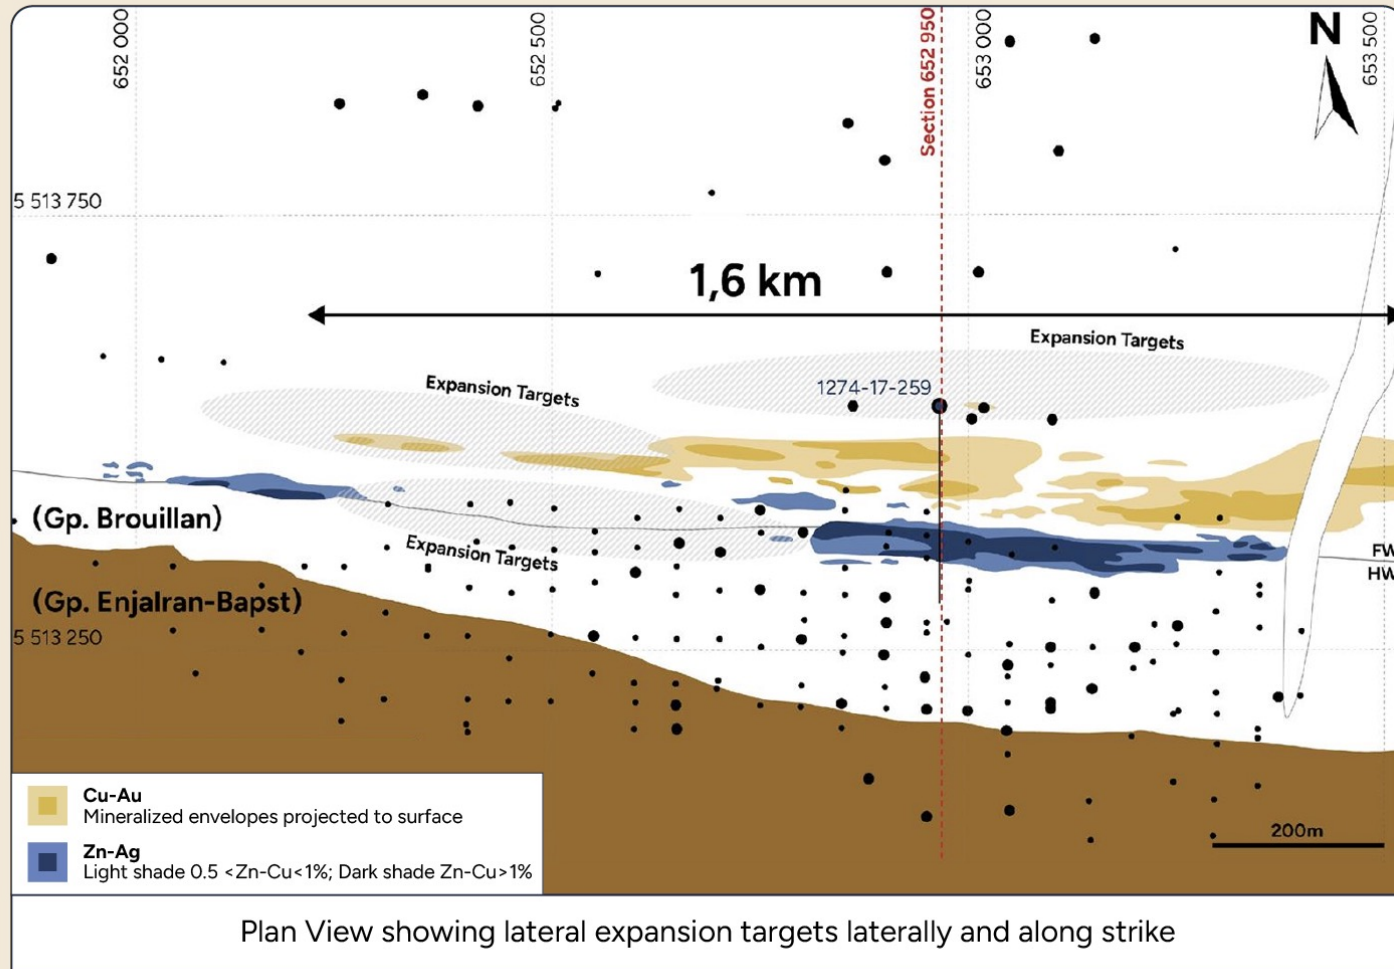 652 000
652 500
Section 652 950
653 000
N
653 500
5 513 750
1,6 km
Expansion Targets
Expansion Targets
1274-17-259
(Gp. Brouillan)
Expansion Targets
FW
HW
(Gp. Enjalran-Bapst)
5 513 250
Cu-Au
Mineralized envelopes projected to surface
200m
Zn-Ag
Light shade 0.5 <Zn-Cu<1%; Dark shade Zn-Cu>1%
Plan View showing lateral expansion targets laterally and along strike